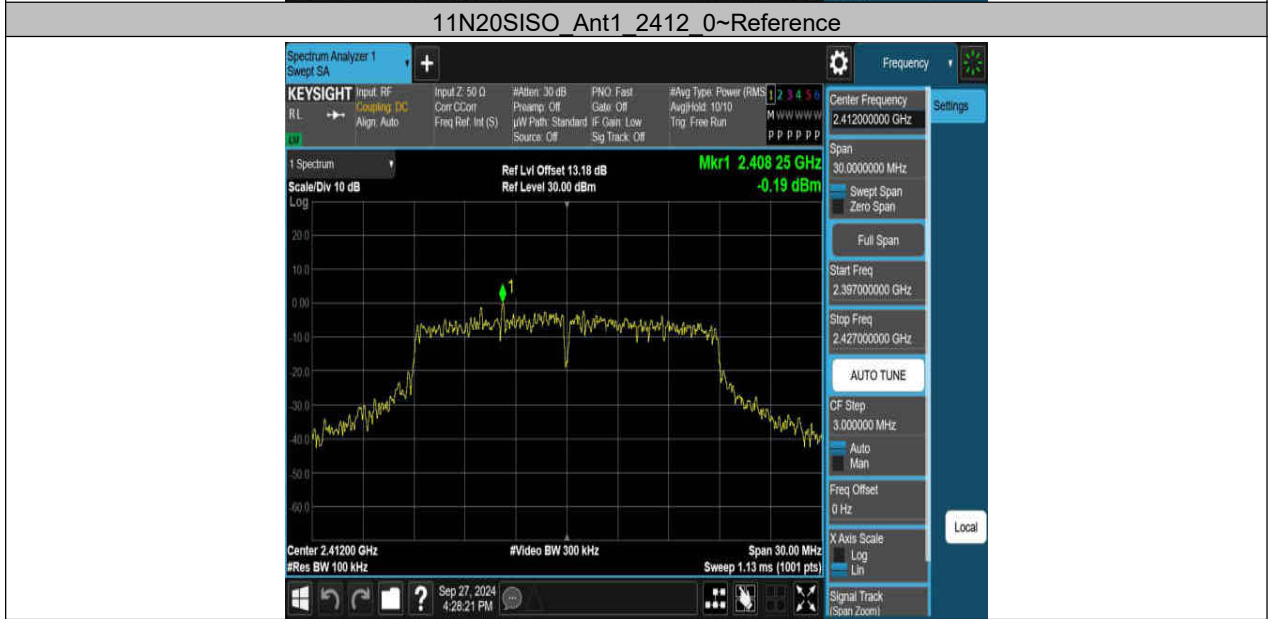 11N20SISO_Ant1_2412_0~Reference
Spectrum Analyzer 1
Swept SA
+
Frequency
KEYSIGHT
RL
Input: RF
Coupling: DC
Align: Auto
Input Z: 50 Ω
Corr CCorr
Freq Ref: Int (S)
#Atten: 30 dB
Preamp: Off
µW Path: Standard
Source: Off
PNO: Fast
Gate: Off
IF Gain: Low
Sig Track: Off
#Avg Type: Power (RMS
Avg|Hold: 10/10
Trig: Free Run
1 2 3 4 5 6
M W W W W W
P P P P P P
Center Frequency
2.412000000 GHz
Settings
Span
30.0000000 MHz
Swept Span
Zero Span
Full Span
Start Freq
2.397000000 GHz
Stop Freq
2.427000000 GHz
AUTO TUNE
CF Step
3.000000 MHz
Auto
Man
Freq Offset
0 Hz
X Axis Scale
Log
Lin
Signal Track
(Span Zoom)
Local
1 Spectrum
Scale/Div 10 dB
Ref Lvl Offset 13.18 dB
Ref Level 30.00 dBm
Mkr1 2.408 25 GHz
-0.19 dBm
Log
20.0
10.0
0.00
-10.0
-20.0
-30.0
-40.0
-50.0
-60.0
1
Center 2.41200 GHz
#Res BW 100 kHz
#Video BW 300 kHz
Span 30.00 MHz
Sweep 1.13 ms (1001 pts)
?
Sep 27, 2024
4:28:21 PM